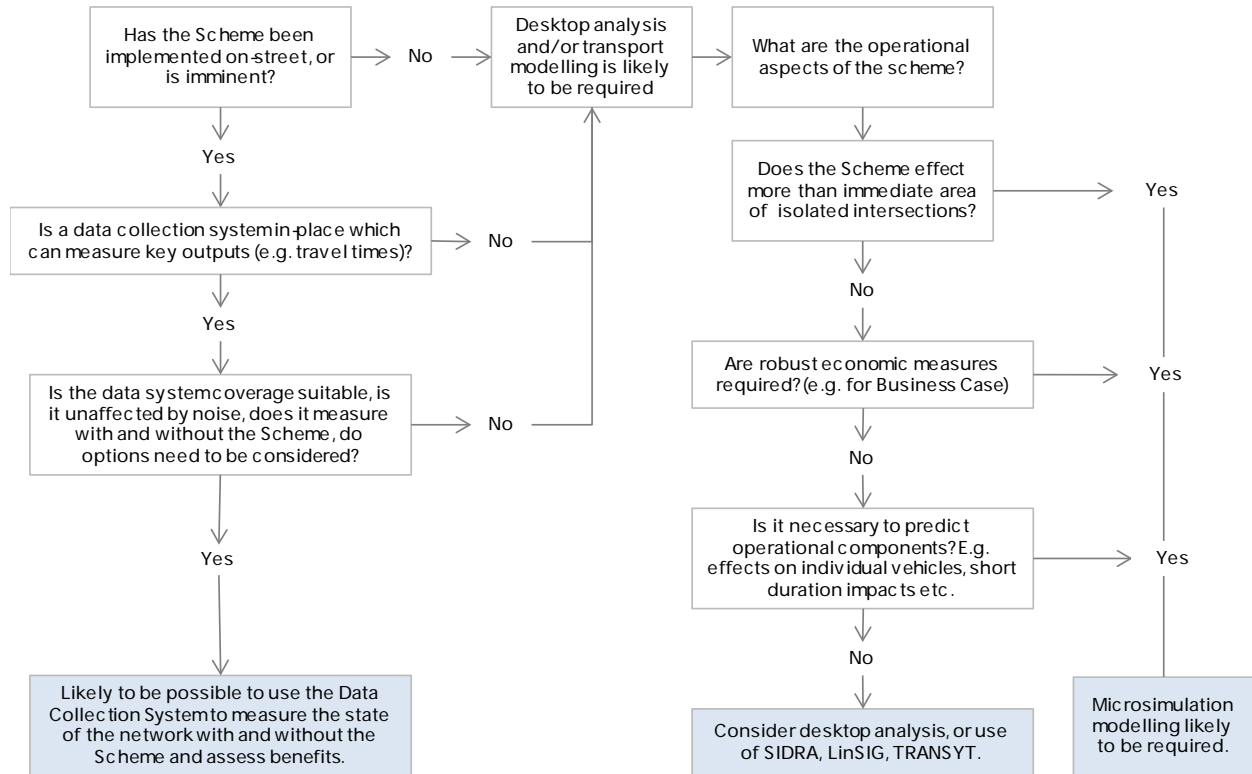 Has the Scheme been
implemented on-street, or
is imminent?
No
Desktop analysis
and/or transport
modelling is likely
to be required
What are the operational
aspects of the scheme?
Yes
Does the Scheme effect
more than immediate area
of isolated intersections?
Yes
Is a data collection system in-place which
can measure key outputs (e.g. travel times)?
No
No
Yes
Are robust economic measures
required? (e.g. for Business Case)
Yes
Is the data system coverage suitable, is
it unaffected by noise, does it measure
with and without the Scheme, do
options need to be considered?
No
No
Is it necessary to predict
operational components? E.g.
effects on individual vehicles, short
duration impacts etc.
Yes
Yes
No
Likely to be possible to use the Data
Collection System to measure the state
of the network with and without the
Scheme and assess benefits.
Consider desktop analysis, or use
of SIDRA, LinSIG, TRANSYT.
Microsimulation
modelling likely
to be required.